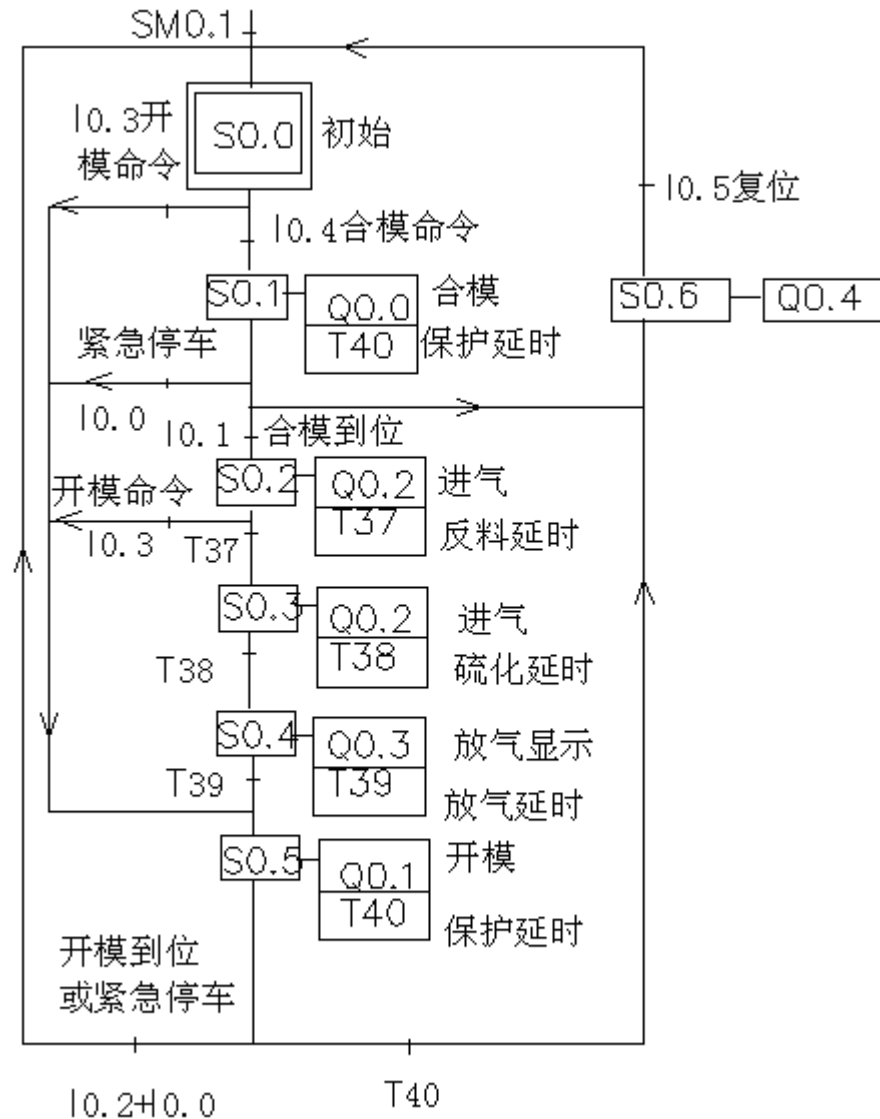 SM0.1
I0.3开
模命令
S0.0
初始
I0.5复位
I0.4合模命令
S0.1
Q0.0
合模
T40
保护延时
S0.6
Q0.4
紧急停车
I0.0
I0.1
合模到位
S0.2
Q0.2
进气
T37
反料延时
开模命令
I0.3
T37
S0.3
Q0.2
进气
T38
硫化延时
T38
S0.4
Q0.3
放气显示
T39
放气延时
T39
S0.5
Q0.1
开模
T40
保护延时
开模到位
或紧急停车
I0.2+I0.0
T40